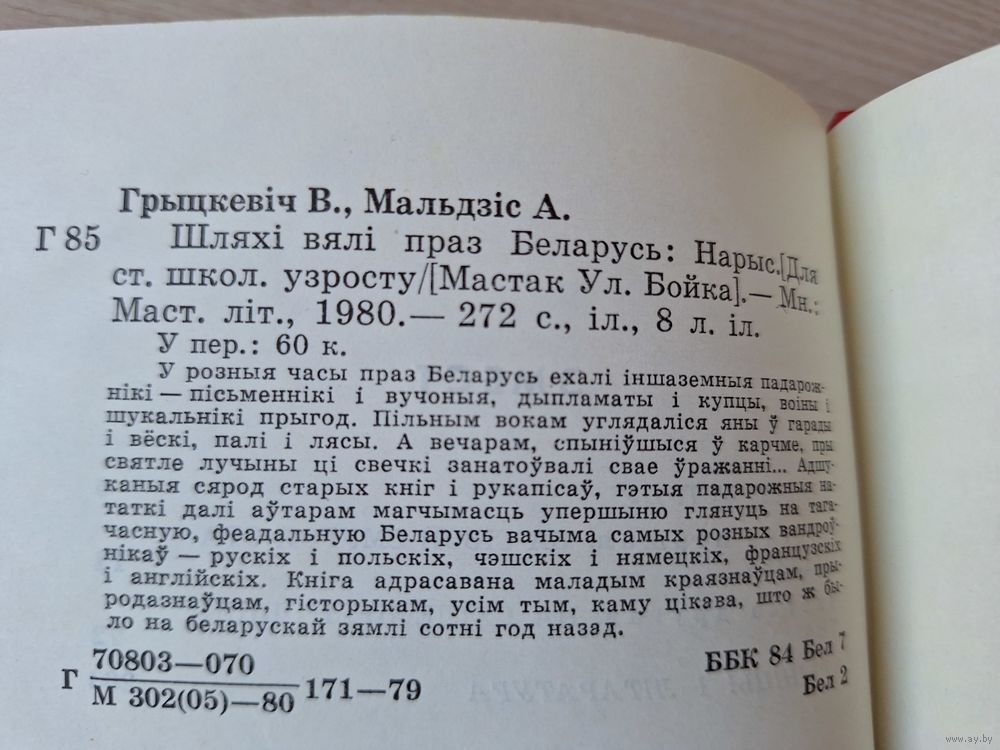 Грыцкевіч В., Мальдзіс А.
Г 85 Шляхі вялі праз Беларусь: Нарыс.[Для
ст. школ. узросту/[Мастак Ул. Бойка].— Мн.:
Маст. літ., 1980.— 272 с., іл., 8 л. іл.
У пер.: 60 к.
У розныя часы праз Беларусь ехалі іншаземныя падарож-
нікі — пісьменнікі і вучоныя, дыпламаты і купцы, воіны і
шукальнікі прыгод. Пільным вокам углядаліся яны ў гарады
і вёскі, палі і лясы. А вечарам, спыніўшыся ў карчме, пры
святле лучыны ці свечкі занатоўвалі свае ўражанні... Адшу-
каныя сярод старых кніг і рукапісаў, гэтыя падарожныя на-
таткі далі аўтарам магчымасць упершыню глянуць на тага-
часную, феадальную Беларусь вачыма самых розных вандроў-
нікаў — рускіх і польскіх, чэшскіх і нямецкіх, французскіх
і англійскіх. Кніга адрасавана маладым краязнаўцам, пры-
родазнаўцам, гісторыкам, усім тым, каму цікава, што ж бы-
ло на беларускай зямлі сотні год назад.
Г 70803—070
М 302(05)—80 171—79
ББК 84 Бел 7
Бел 2
www.ay.by